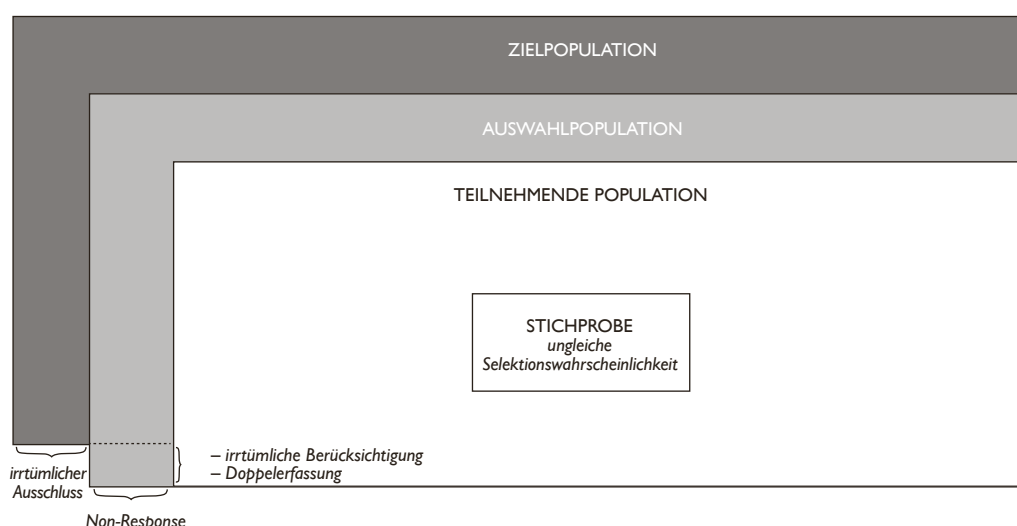 ZIELPOPULATION
AUSWAHLPOPULATION
TEILNEHMENDE POPULATION
STICHPROBE
ungleiche
Selektionswahrscheinlichkeit
– irrtümliche Berücksichtigung
– Doppelerfassung
irrtümlicher
Ausschluss
Non-Response